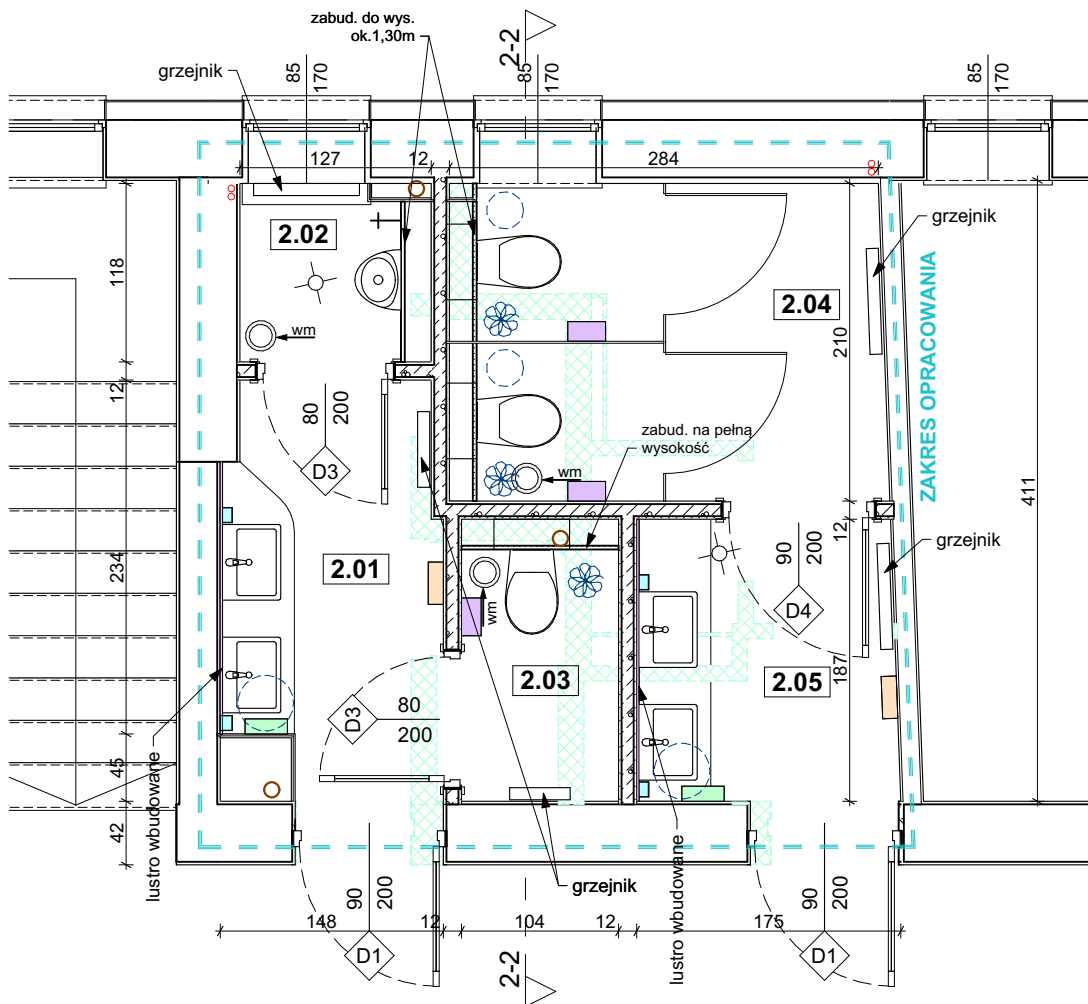 zabud. do wys.
ok.1,30m
2-2
grzejnik
85
170
85
170
85
170
127
12
284
2.02
grzejnik
118
2.04
210
ZAKRES OPRACOWANIA
wm
12
80
200
zabud. na pełną
wysokość
D3
wm
411
12
90
200
grzejnik
234
2.01
wm
D4
2.03
187
2.05
D3
80
200
45
42
lustro wbudowane
lustro wbudowane
90
200
grzejnik
90
200
148
12
104
12
175
D1
2-2
D1